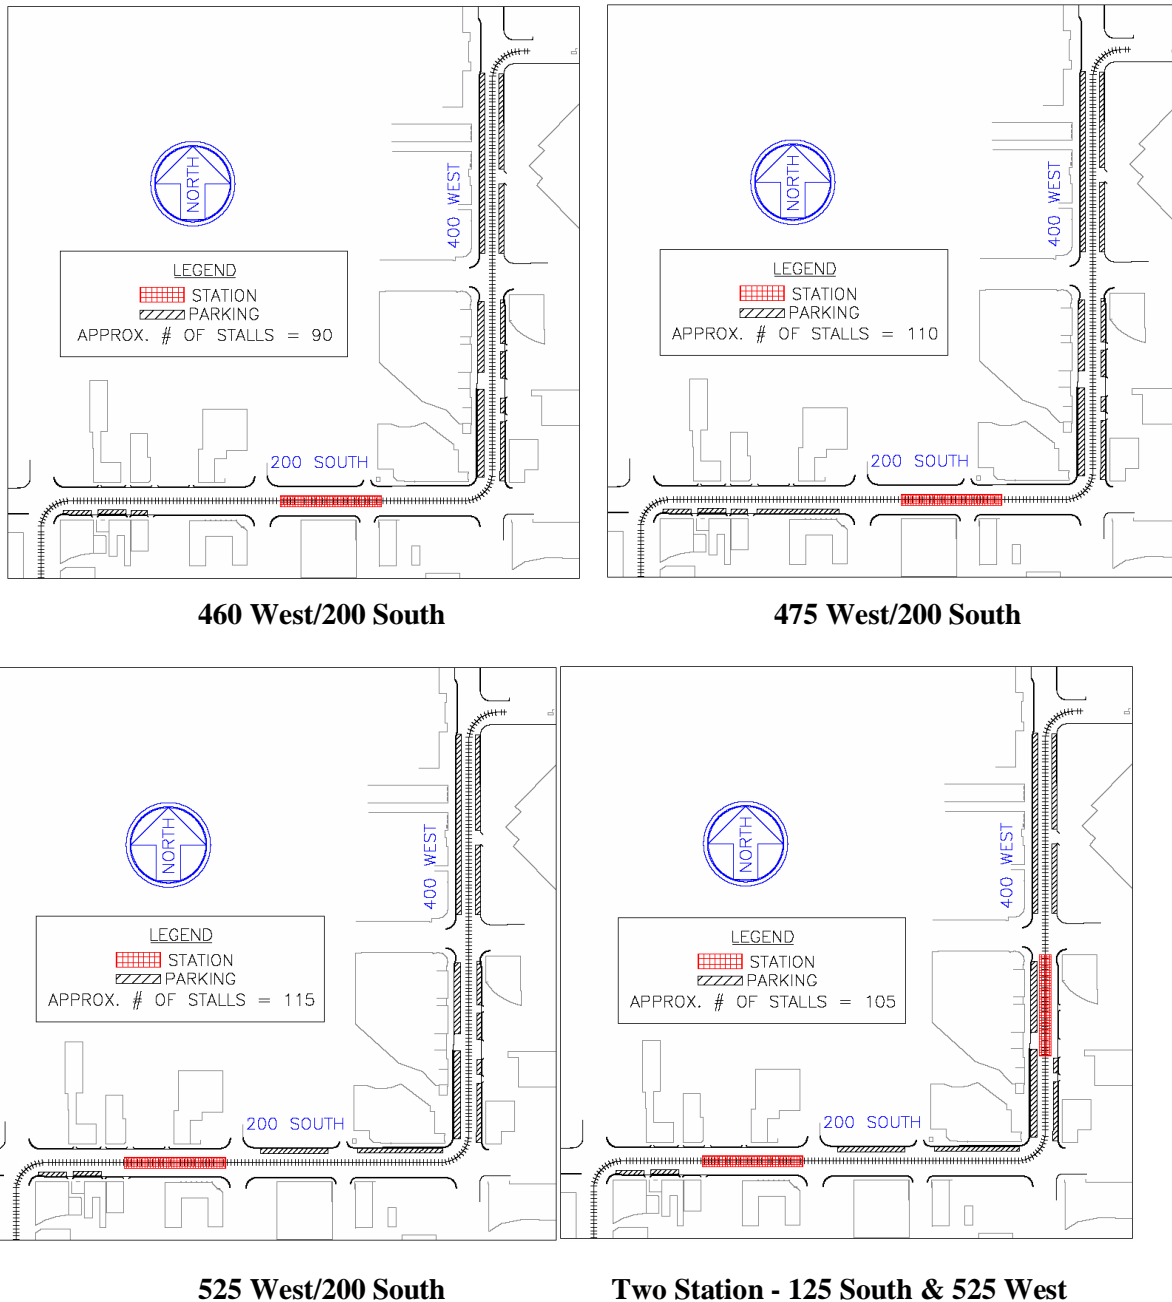 NORTH
400 WEST
LEGEND
STATION
PARKING
APPROX. # OF STALLS = 90
200 SOUTH
460 West/200 South
NORTH
400 WEST
LEGEND
STATION
PARKING
APPROX. # OF STALLS = 110
200 SOUTH
475 West/200 South
NORTH
400 WEST
LEGEND
STATION
PARKING
APPROX. # OF STALLS = 115
200 SOUTH
525 West/200 South
NORTH
400 WEST
LEGEND
STATION
PARKING
APPROX. # OF STALLS = 105
200 SOUTH
Two Station - 125 South & 525 West